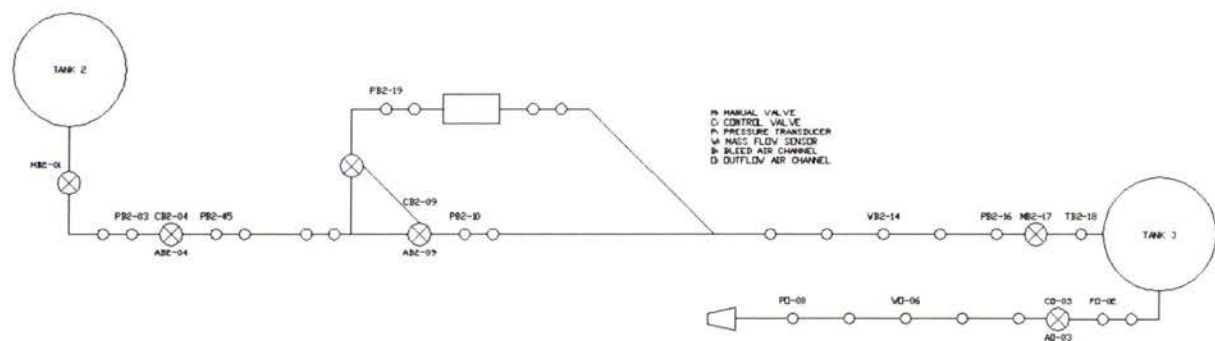 TANK 2
PB2-19
M: MANUAL VALVE
C: CONTROL VALVE
P: PRESSURE TRANSDUCER
W: MASS FLOW SENSOR
B: BLEED AIR CHANNEL
O: OUTFLOW AIR CHANNEL
MB2-01
CB2-09
PB2-03 CB2-04 PB2-05
PB2-10
WB2-14
PB2-16 MB2-17 TB2-18
AB2-04
AB2-09
TANK 3
PO-08
WO-06
CO-03
PO-02
AO-03